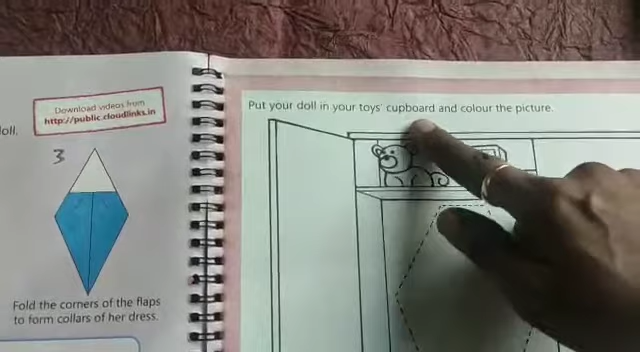 Download videos from
http://public.cloudlinks.in
oll.
3
Fold the corners of the flaps
to form collars of her dress.
Put your doll in your toys' cupboard and colour the picture.